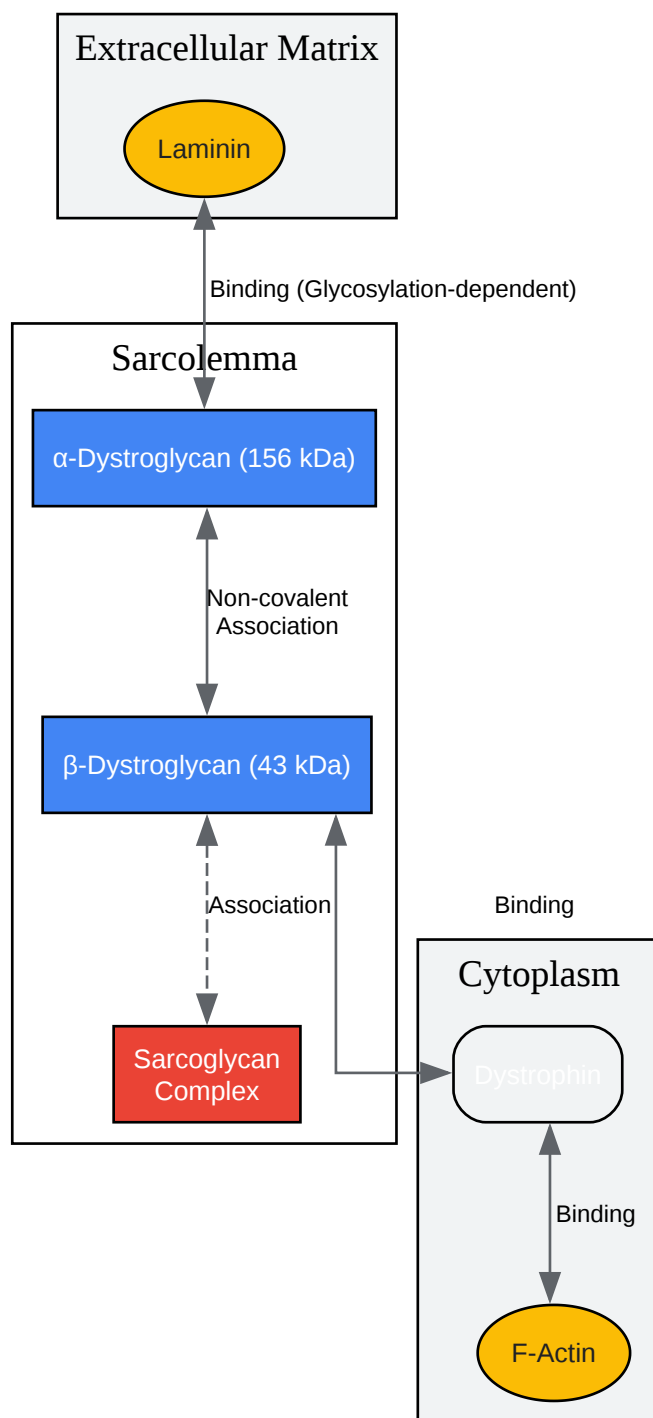 Extracellular Matrix
Laminin
Binding (Glycosylation-dependent)
Sarcolemma
α-Dystroglycan (156 kDa)
Non-covalent
Association
β-Dystroglycan (43 kDa)
Association
Binding
Cytoplasm
Sarcoglycan
Complex
Dystrophin
Binding
F-Actin